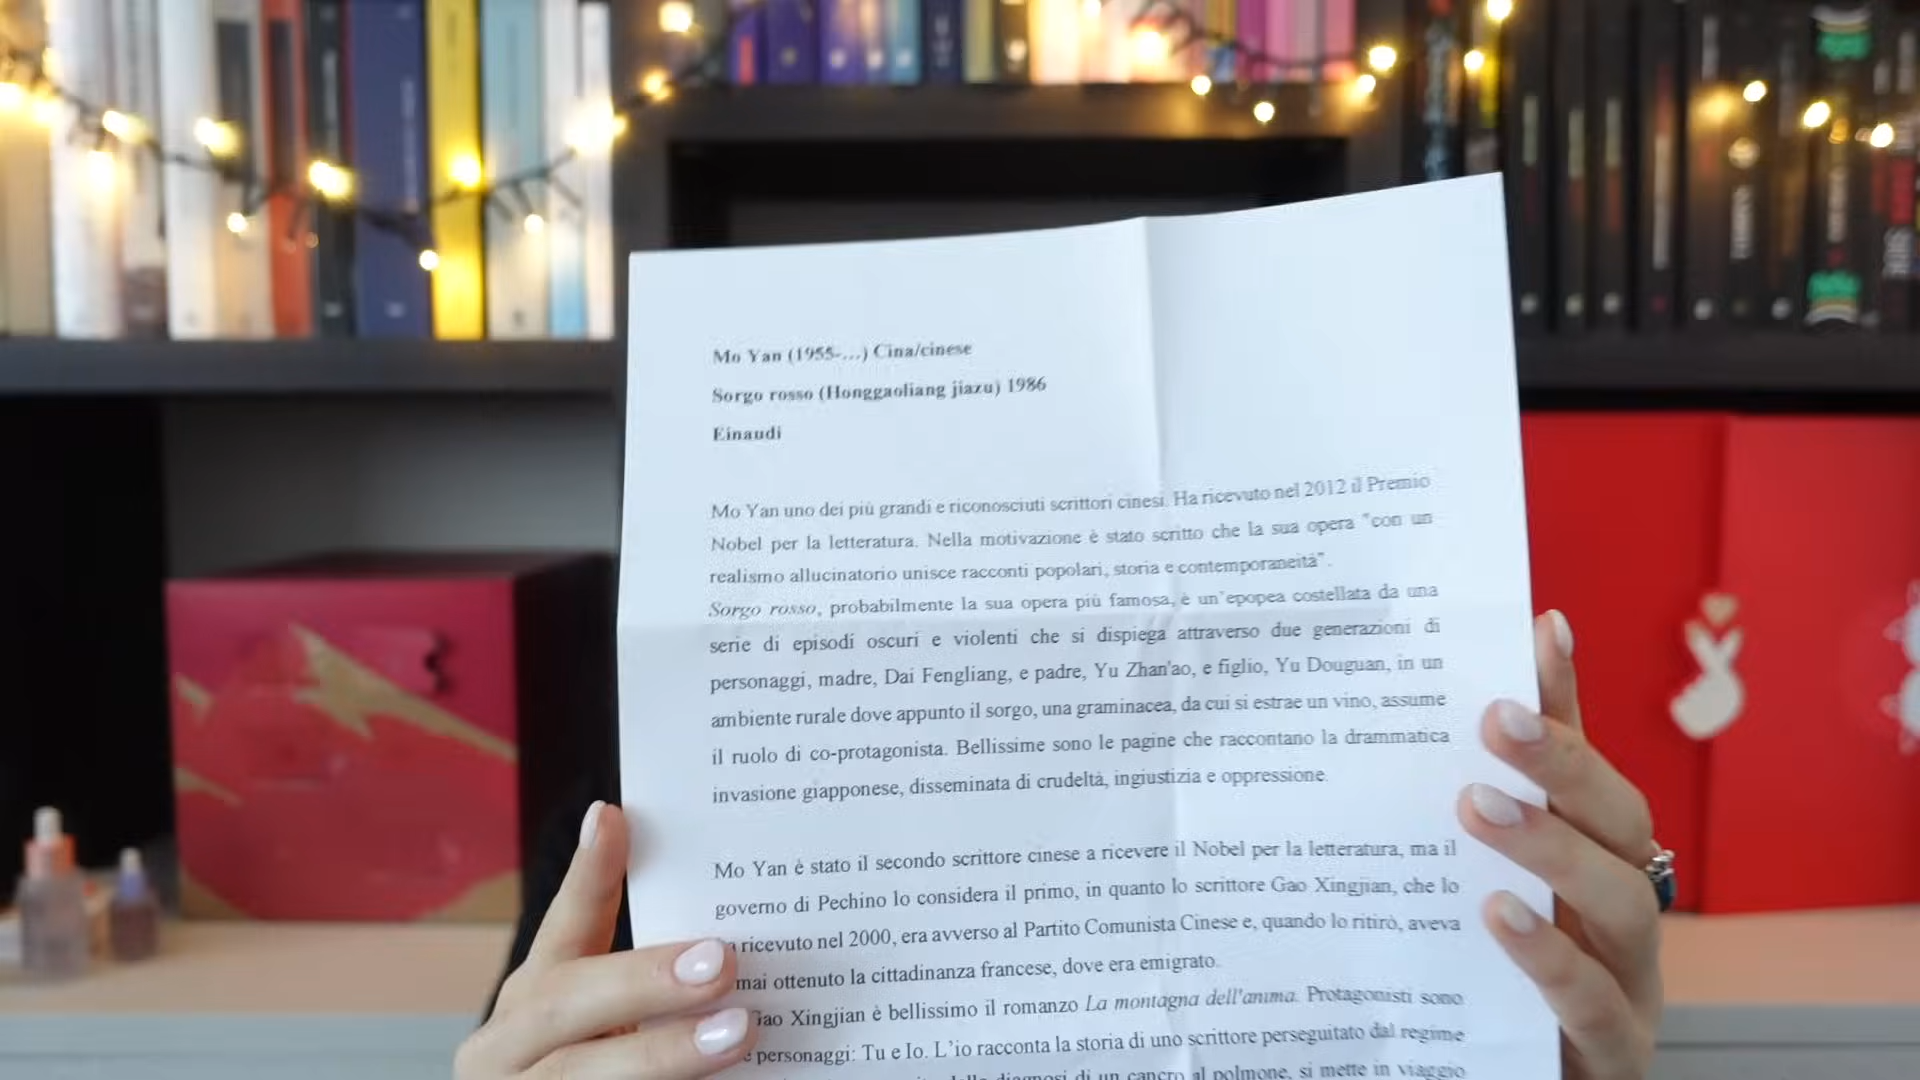 Mo Yan (1955-...) Cina/cinese
Sorgo rosso (Honggaoliang jiazu) 1986
Einaudi
Mo Yan uno dei più grandi e riconosciuti scrittori cinesi. Ha ricevuto nel 2012 il Premio
Nobel per la letteratura. Nella motivazione è stato scritto che la sua opera "con un
realismo allucinatorio unisce racconti popolari, storia e contemporaneità".
Sorgo rosso, probabilmente la sua opera più famosa, è un'epopea costellata da una
serie di episodi oscuri e violenti che si dispiega attraverso due generazioni di
personaggi, madre, Dai Fengliang, e padre, Yu Zhan'ao, e figlio, Yu Douguan, in un
ambiente rurale dove appunto il sorgo, una graminacea, da cui si estrae un vino, assume
il ruolo di co-protagonista. Bellissime sono le pagine che raccontano la drammatica
invasione giapponese, disseminata di crudeltà, ingiustizia e oppressione.
Mo Yan è stato il secondo scrittore cinese a ricevere il Nobel per la letteratura, ma il
governo di Pechino lo considera il primo, in quanto lo scrittore Gao Xingjian, che lo
ricevuto nel 2000, era avverso al Partito Comunista Cinese e, quando lo ritirò, aveva
mai ottenuto la cittadinanza francese, dove era emigrato.
Gao Xingjian è bellissimo il romanzo La montagna dell'anima. Protagonisti sono
personaggi: Tu e Io. L'io racconta la storia di uno scrittore perseguitato dal regime
di un cancro al polmone, si mette in viaggio